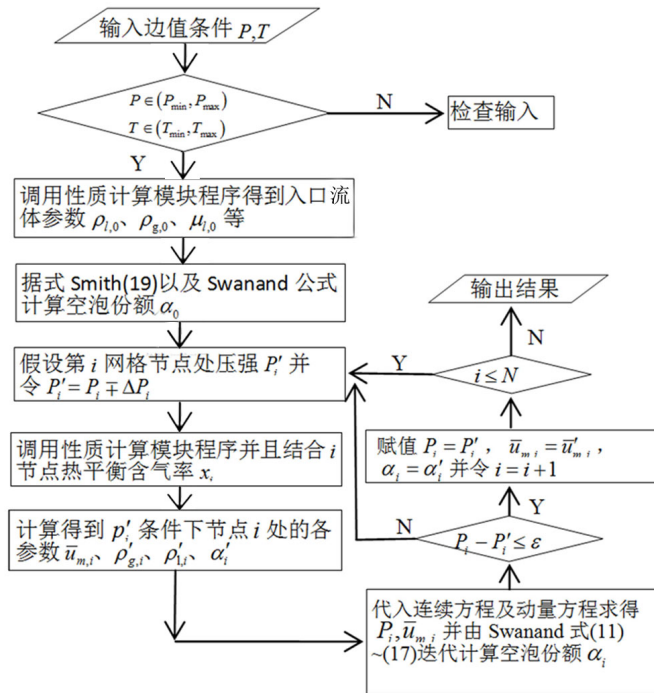 输入边值条件 P,T
P∈(Pmin,Pmax)
T∈(Tmin,Tmax)
N
检查输入
Y
调用性质计算模块程序得到入口流
体参数 ρl,0、ρg,0、μl,0 等
据式 Smith(19)以及 Swanand 公式
计算空泡份额 α0
假设第 i 网格节点处压强 Pi′ 并
令 Pi′=Pi∓ΔPi
调用性质计算模块程序并且结合 i
节点热平衡含气率 xi
计算得到 pi′ 条件下节点 i 处的各
参数 ūm,i、ρ′g,i、ρ′l,i、αi′
代入连续方程及动量方程求得
Pi,ūm i 并由 Swanand 式(11)
~(17)迭代计算空泡份额 αi
Pi−Pi′≤ε
N
Y
赋值 Pi=Pi′，ūm i=ū′m i，
αi=αi′ 并令 i=i+1
i≤N
Y
N
输出结果